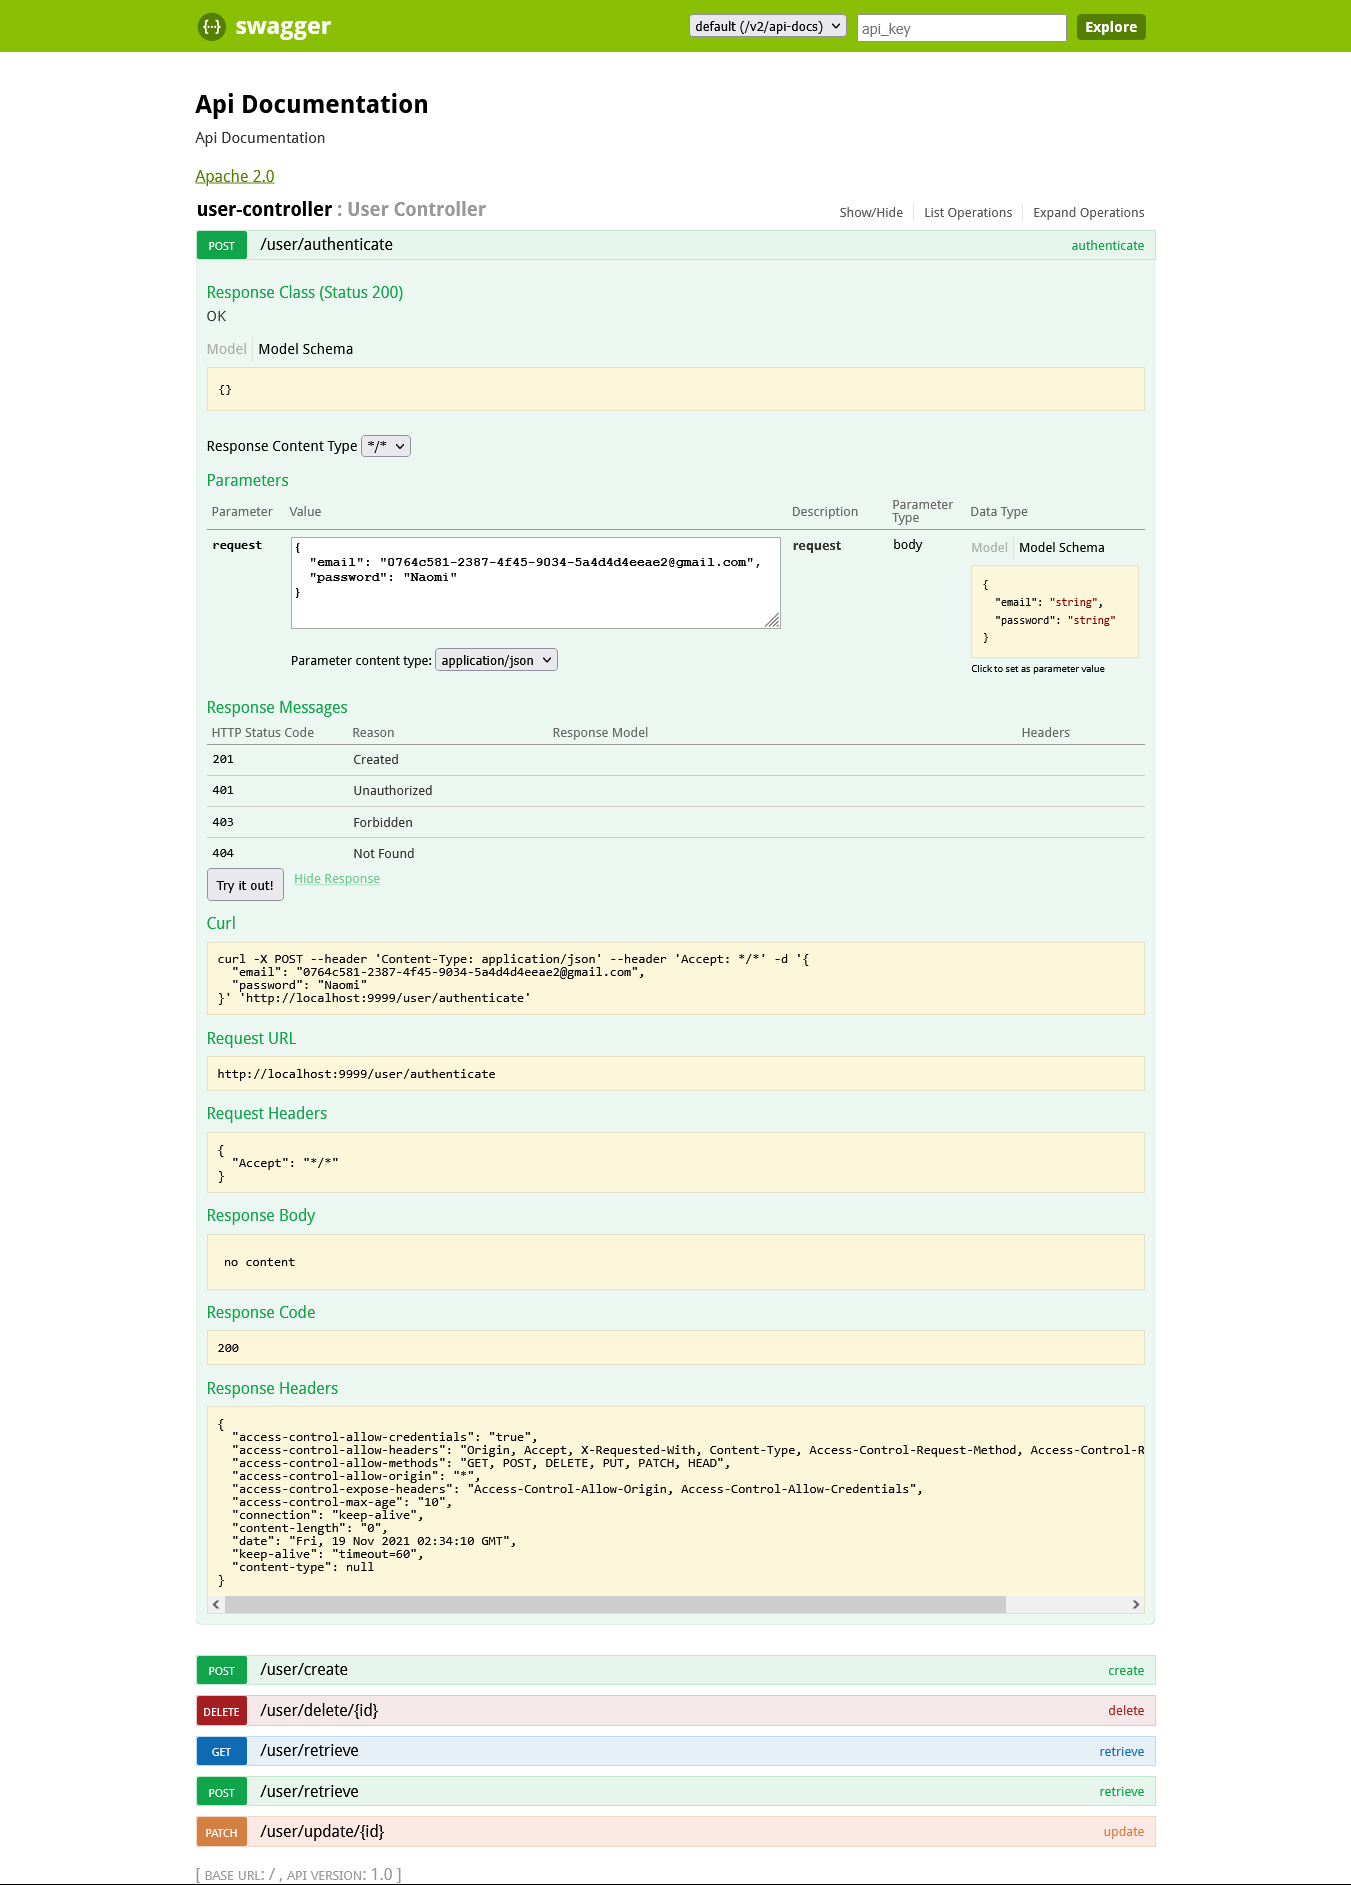 swagger
default (/v2/api-docs)
api_key
Explore
Api Documentation
Api Documentation
Apache 2.0
user-controller : User Controller
Show/Hide
List Operations
Expand Operations
POST
/user/authenticate
authenticate
Response Class (Status 200)
OK
Model
Model Schema
{}
Response Content Type */*
Parameters
Parameter
Value
Description
Parameter
Type
Data Type
request
{
"email": "0764c581-2387-4f45-9034-5a4d4d4eeae2@gmail.com",
"password": "Naomi"
}
Parameter content type: application/json
request
body
Model
Model Schema
{
"email": "string",
"password": "string"
}
Click to set as parameter value
Response Messages
HTTP Status Code
Reason
Response Model
Headers
201
Created
401
Unauthorized
403
Forbidden
404
Not Found
Try it out!
Hide Response
Curl
curl -X POST --header 'Content-Type: application/json' --header 'Accept: */*' -d '{
"email": "0764c581-2387-4f45-9034-5a4d4d4eeae2@gmail.com",
"password": "Naomi"
}' 'http://localhost:9999/user/authenticate'
Request URL
http://localhost:9999/user/authenticate
Request Headers
{
"Accept": "*/*"
}
Response Body
no content
Response Code
200
Response Headers
{
"access-control-allow-credentials": "true",
"access-control-allow-headers": "Origin, Accept, X-Requested-With, Content-Type, Access-Control-Request-Method, Access-Control-R
"access-control-allow-methods": "GET, POST, DELETE, PUT, PATCH, HEAD",
"access-control-allow-origin": "*",
"access-control-expose-headers": "Access-Control-Allow-Origin, Access-Control-Allow-Credentials",
"access-control-max-age": "10",
"connection": "keep-alive",
"content-length": "0",
"date": "Fri, 19 Nov 2021 02:34:10 GMT",
"keep-alive": "timeout=60",
"content-type": null
}
POST
/user/create
create
DELETE
/user/delete/{id}
delete
GET
/user/retrieve
retrieve
POST
/user/retrieve
retrieve
PATCH
/user/update/{id}
update
[ BASE URL: / , API VERSION: 1.0 ]